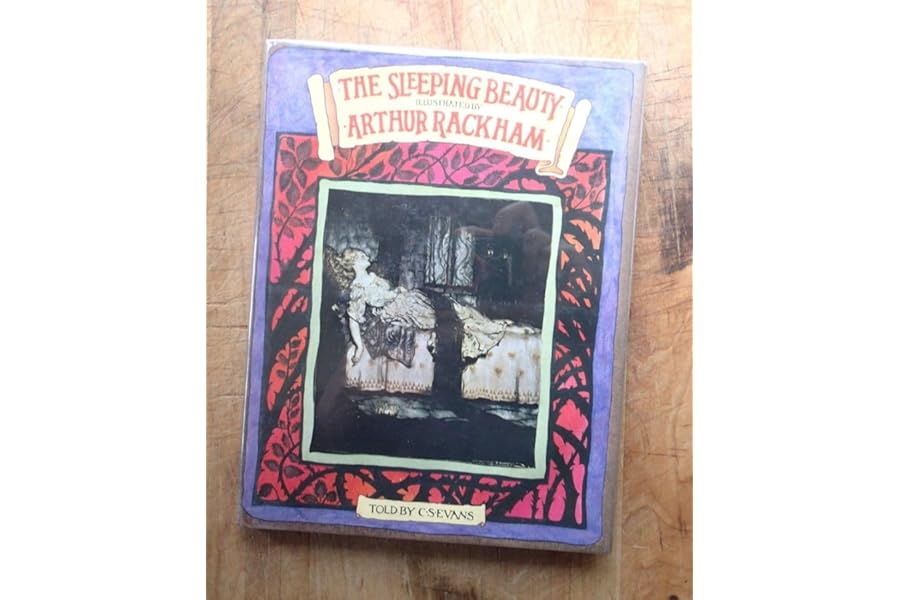 THE SLEEPING BEAUTY
ILLUSTRATED BY
·ARTHUR RACKHAM·
TOLD BY C·S·EVANS